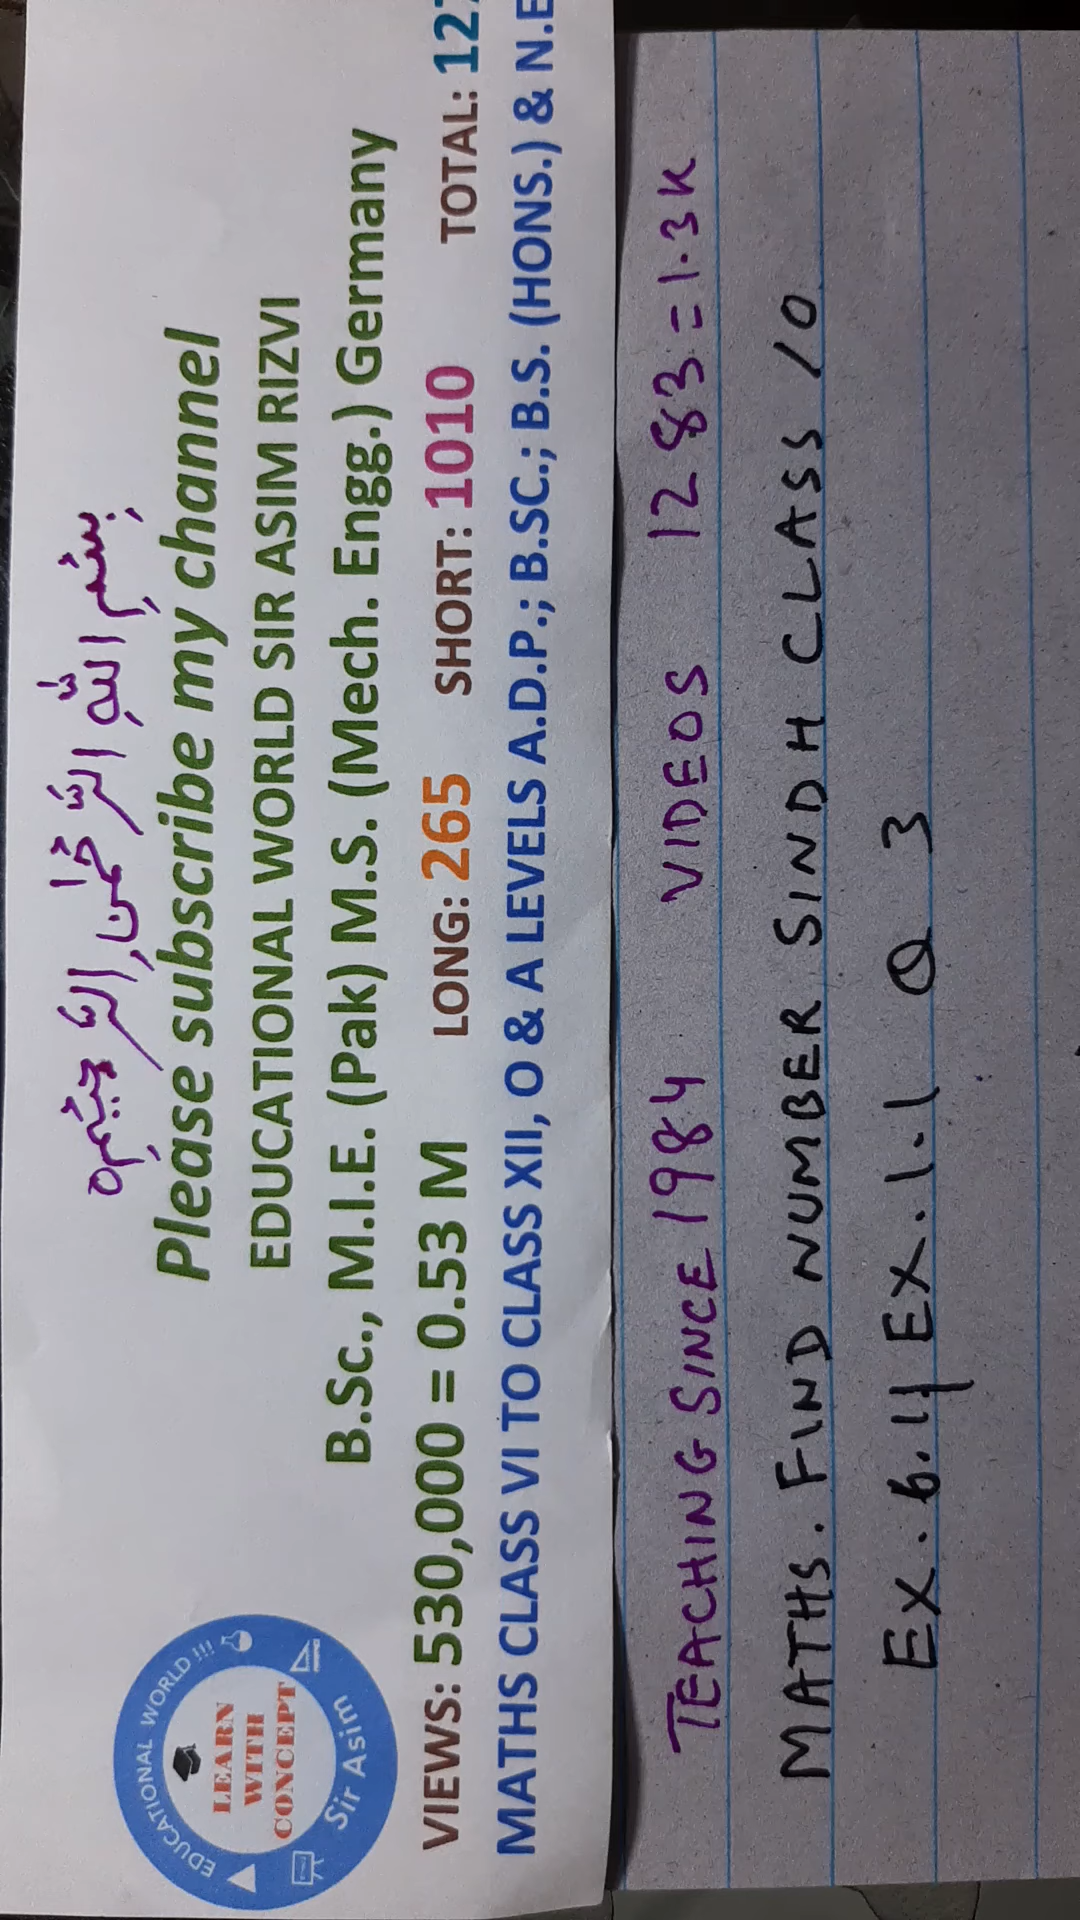 بِسْمِ اللهِ الرَّحْمٰنِ الرَّحِيْمِ
Please subscribe my channel
EDUCATIONAL WORLD SIR ASIM RIZVI
B.Sc., M.I.E. (Pak) M.S. (Mech. Engg.) Germany
VIEWS: 530,000 = 0.53 M LONG: 265 SHORT: 1010 TOTAL: 127
MATHS CLASS VI TO CLASS XII, O & A LEVELS A.D.P.; B.SC.; B.S. (HONS.) & N.E
EDUCATIONAL WORLD !!!
LEARN
WITH
CONCEPT
Sir Asim
TEACHING SINCE 1984 VIDEOS 1283 = 1.3K
MATHS. FIND NUMBER SINDH CLASS 10
EX. 6.11 EX. 1.1 Q 3